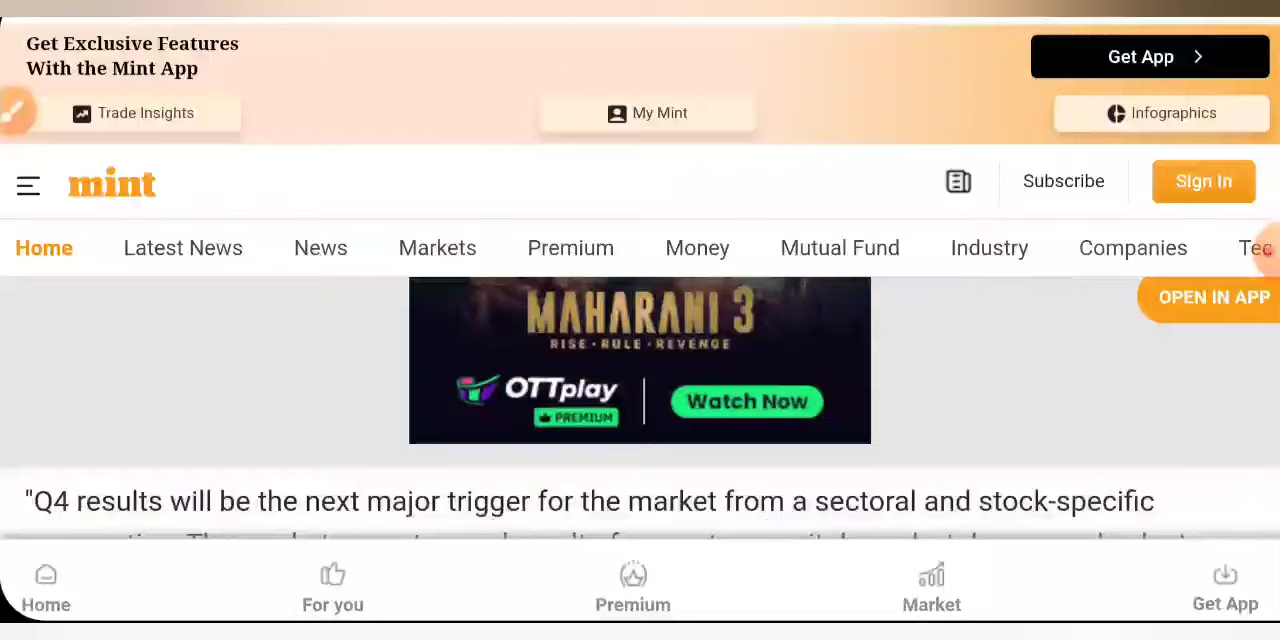 Get Exclusive Features
With the Mint App
Get App
Trade Insights
My Mint
Infographics
mint
Subscribe
Sign In
Home Latest News News Markets Premium Money Mutual Fund Industry Companies Tec
OPEN IN APP
MAHARANI 3
RISE · RULE · REVENGE
OTTplay
PREMIUM
Watch Now
"Q4 results will be the next major trigger for the market from a sectoral and stock-specific
Home For you Premium Market Get App